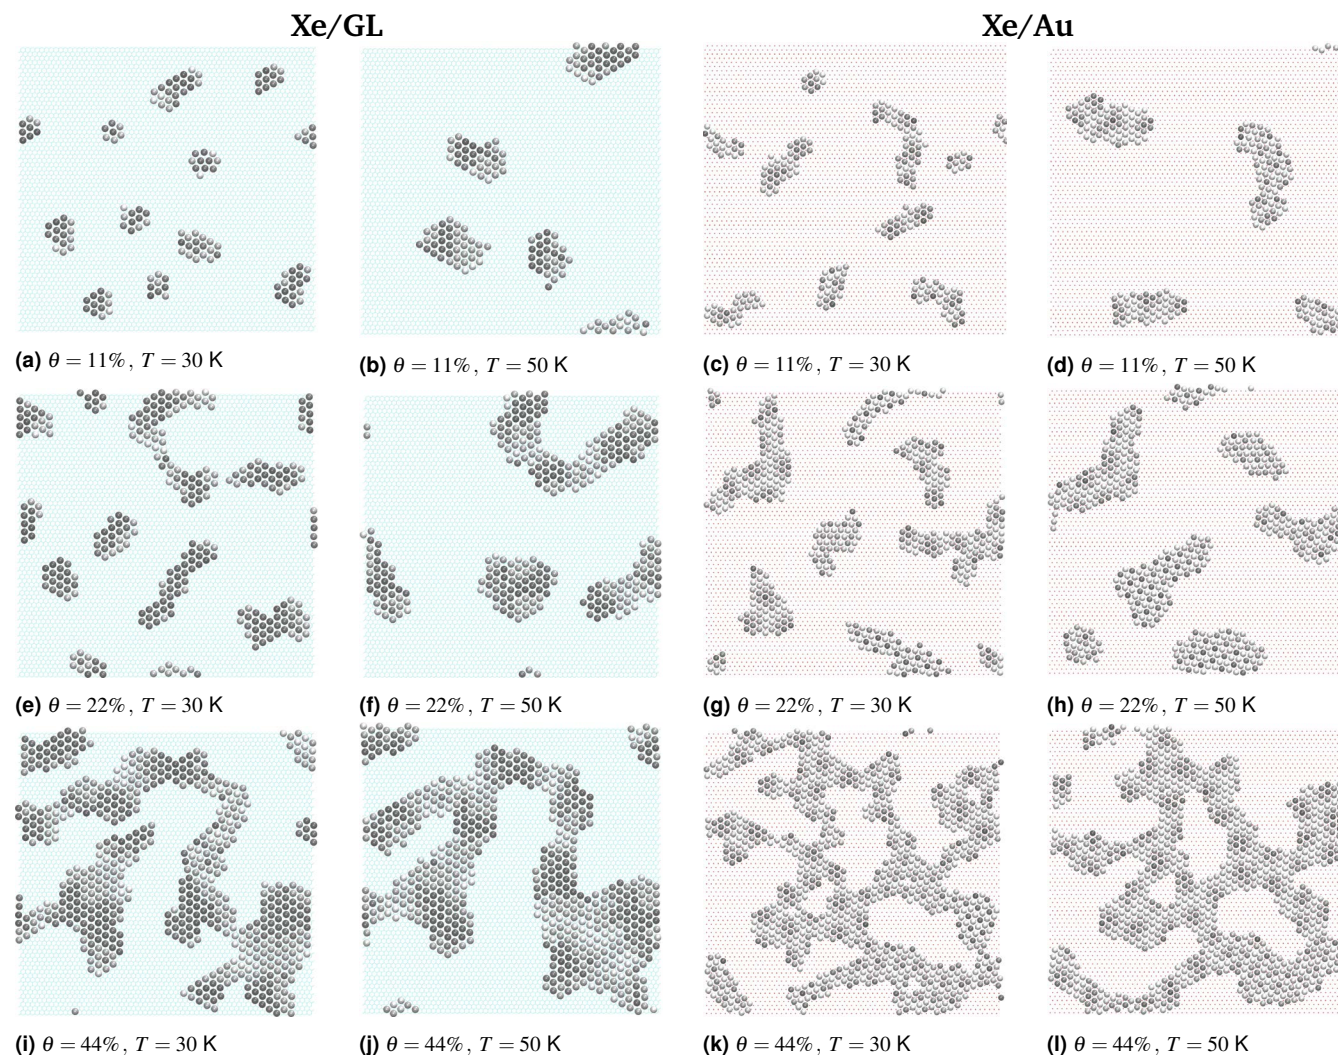 Xe/GL Xe/Au
(a) θ = 11%, T = 30 K (b) θ = 11%, T = 50 K (c) θ = 11%, T = 30 K (d) θ = 11%, T = 50 K
(e) θ = 22%, T = 30 K (f) θ = 22%, T = 50 K (g) θ = 22%, T = 30 K (h) θ = 22%, T = 50 K
(i) θ = 44%, T = 30 K (j) θ = 44%, T = 50 K (k) θ = 44%, T = 30 K (l) θ = 44%, T = 50 K